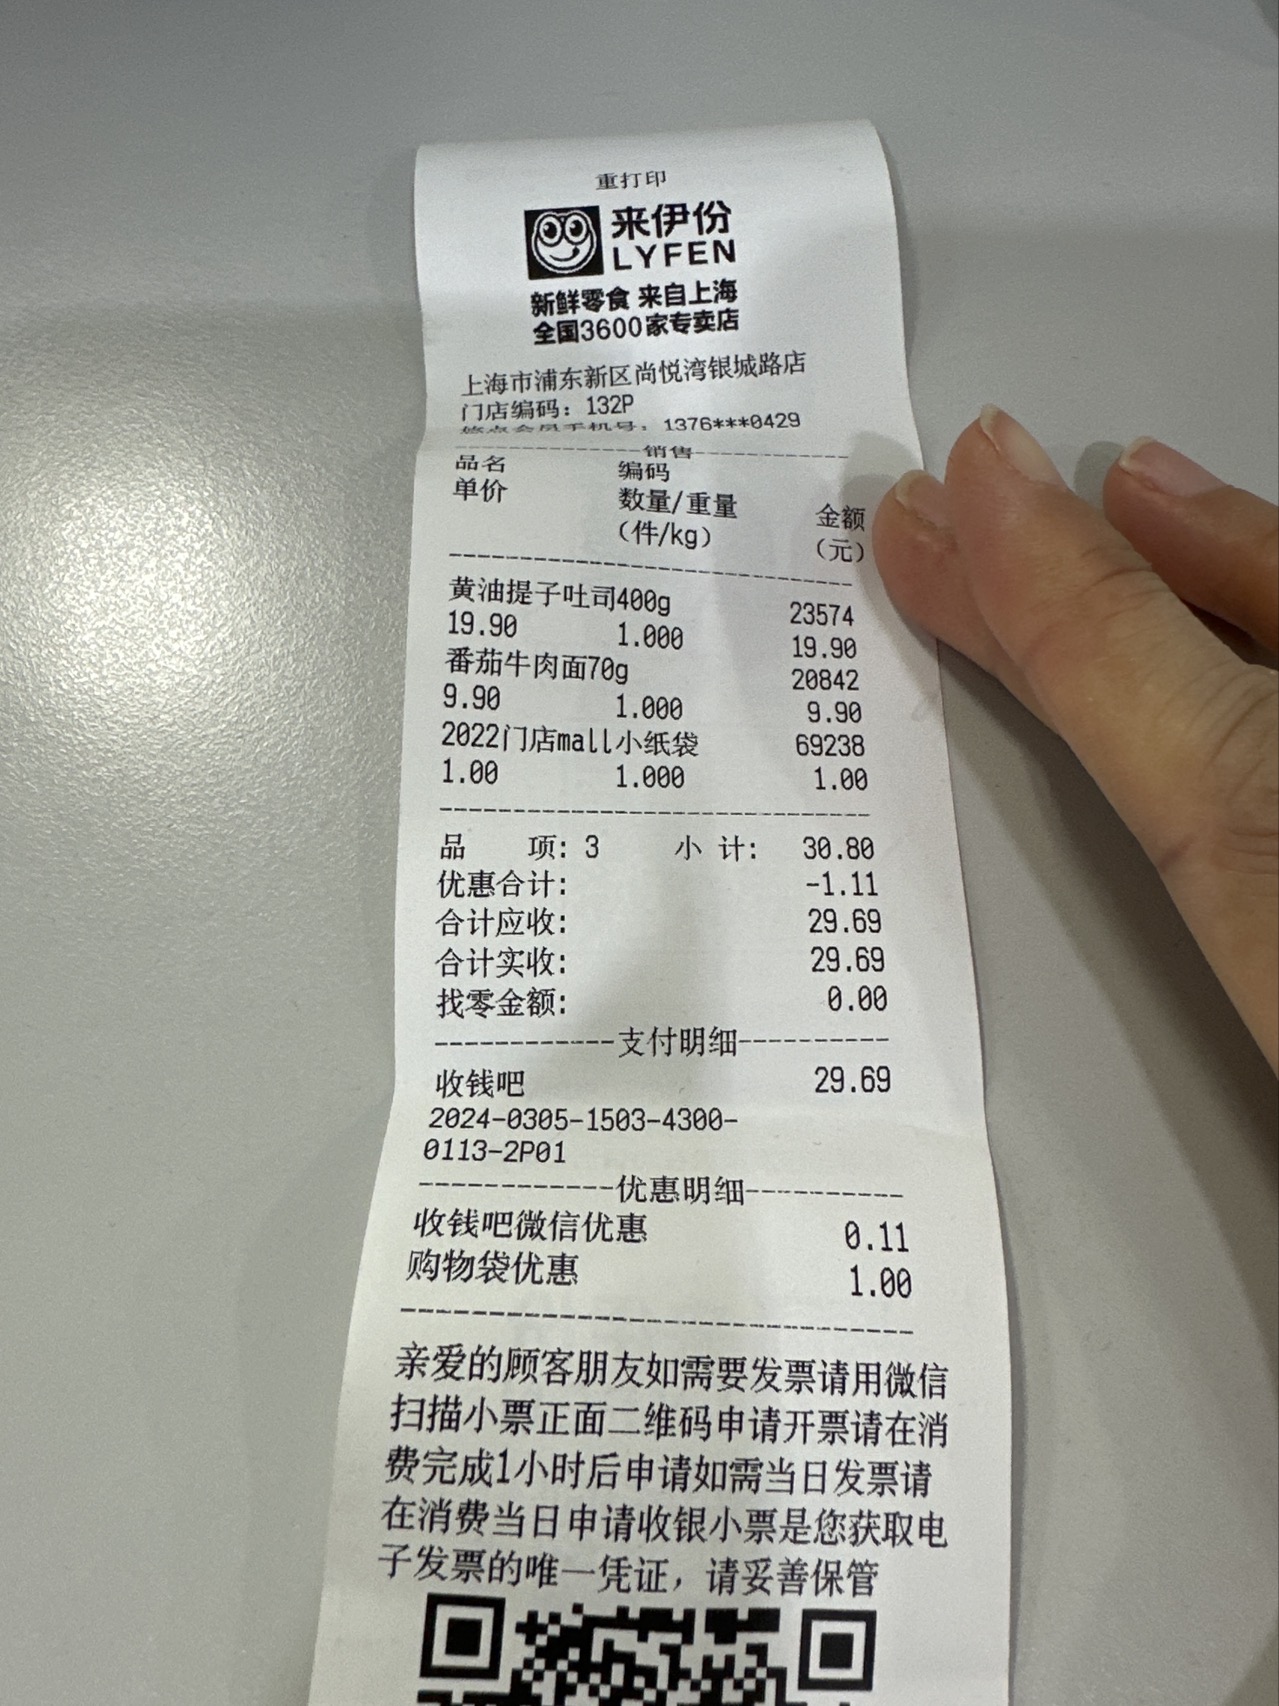 重打印
来伊份
LYFEN
新鲜零食 来自上海
全国3600家专卖店
上海市浦东新区尚悦湾银城路店
门店编码：132P
会员手机号：1376***0429
------------销售------------
品名 编码
单价 数量/重量 金额
（件/kg） （元）
黄油提子吐司400g 23574
19.90 1.000 19.90
番茄牛肉面70g 20842
9.90 1.000 9.90
2022门店mall小纸袋 69238
1.00 1.000 1.00
品 项: 3 小 计: 30.80
优惠合计: -1.11
合计应收: 29.69
合计实收: 29.69
找零金额: 0.00
------------支付明细----------
收钱吧 29.69
2024-0305-1503-4300-
0113-2P01
------------优惠明细----------
收钱吧微信优惠 0.11
购物袋优惠 1.00
亲爱的顾客朋友如需要发票请用微信
扫描小票正面二维码申请开票请在消
费完成1小时后申请如需当日发票请
在消费当日申请收银小票是您获取电
子发票的唯一凭证，请妥善保管